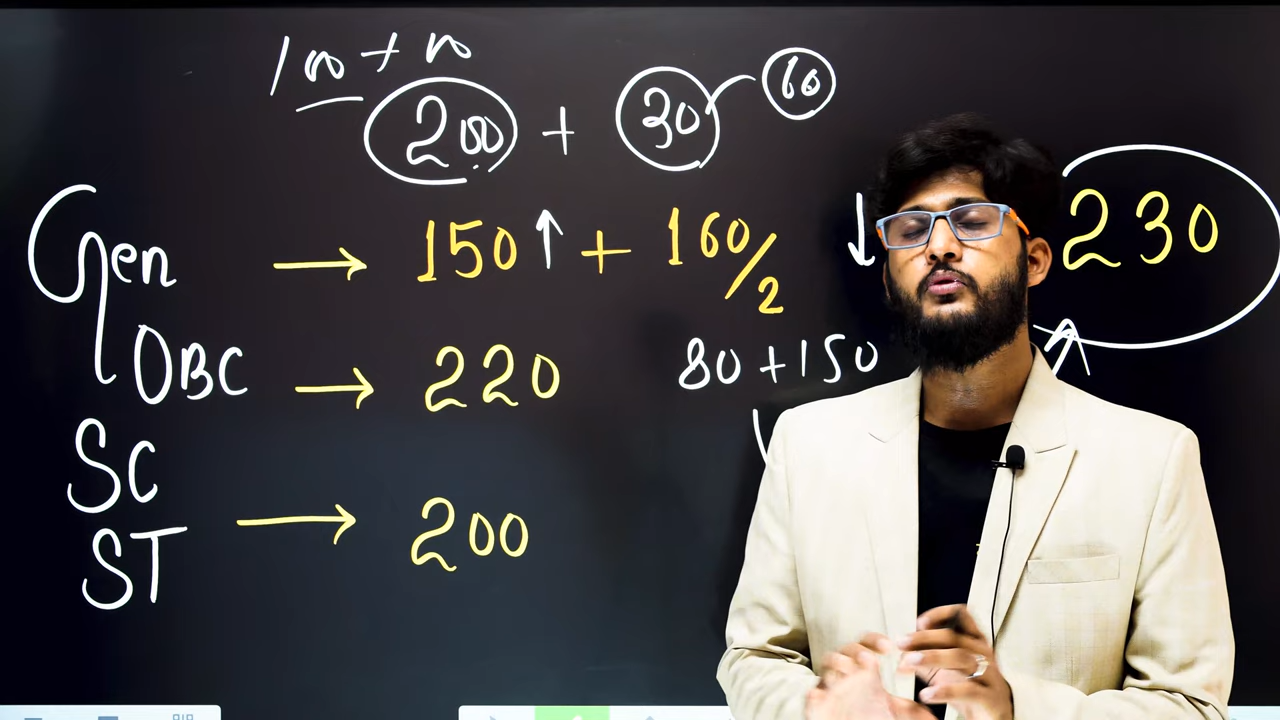 100 + 100
200 + 30 60
Gen → 150 ↑ + 160/2 ↓ 230
OBC → 220 80 + 150
SC
ST → 200